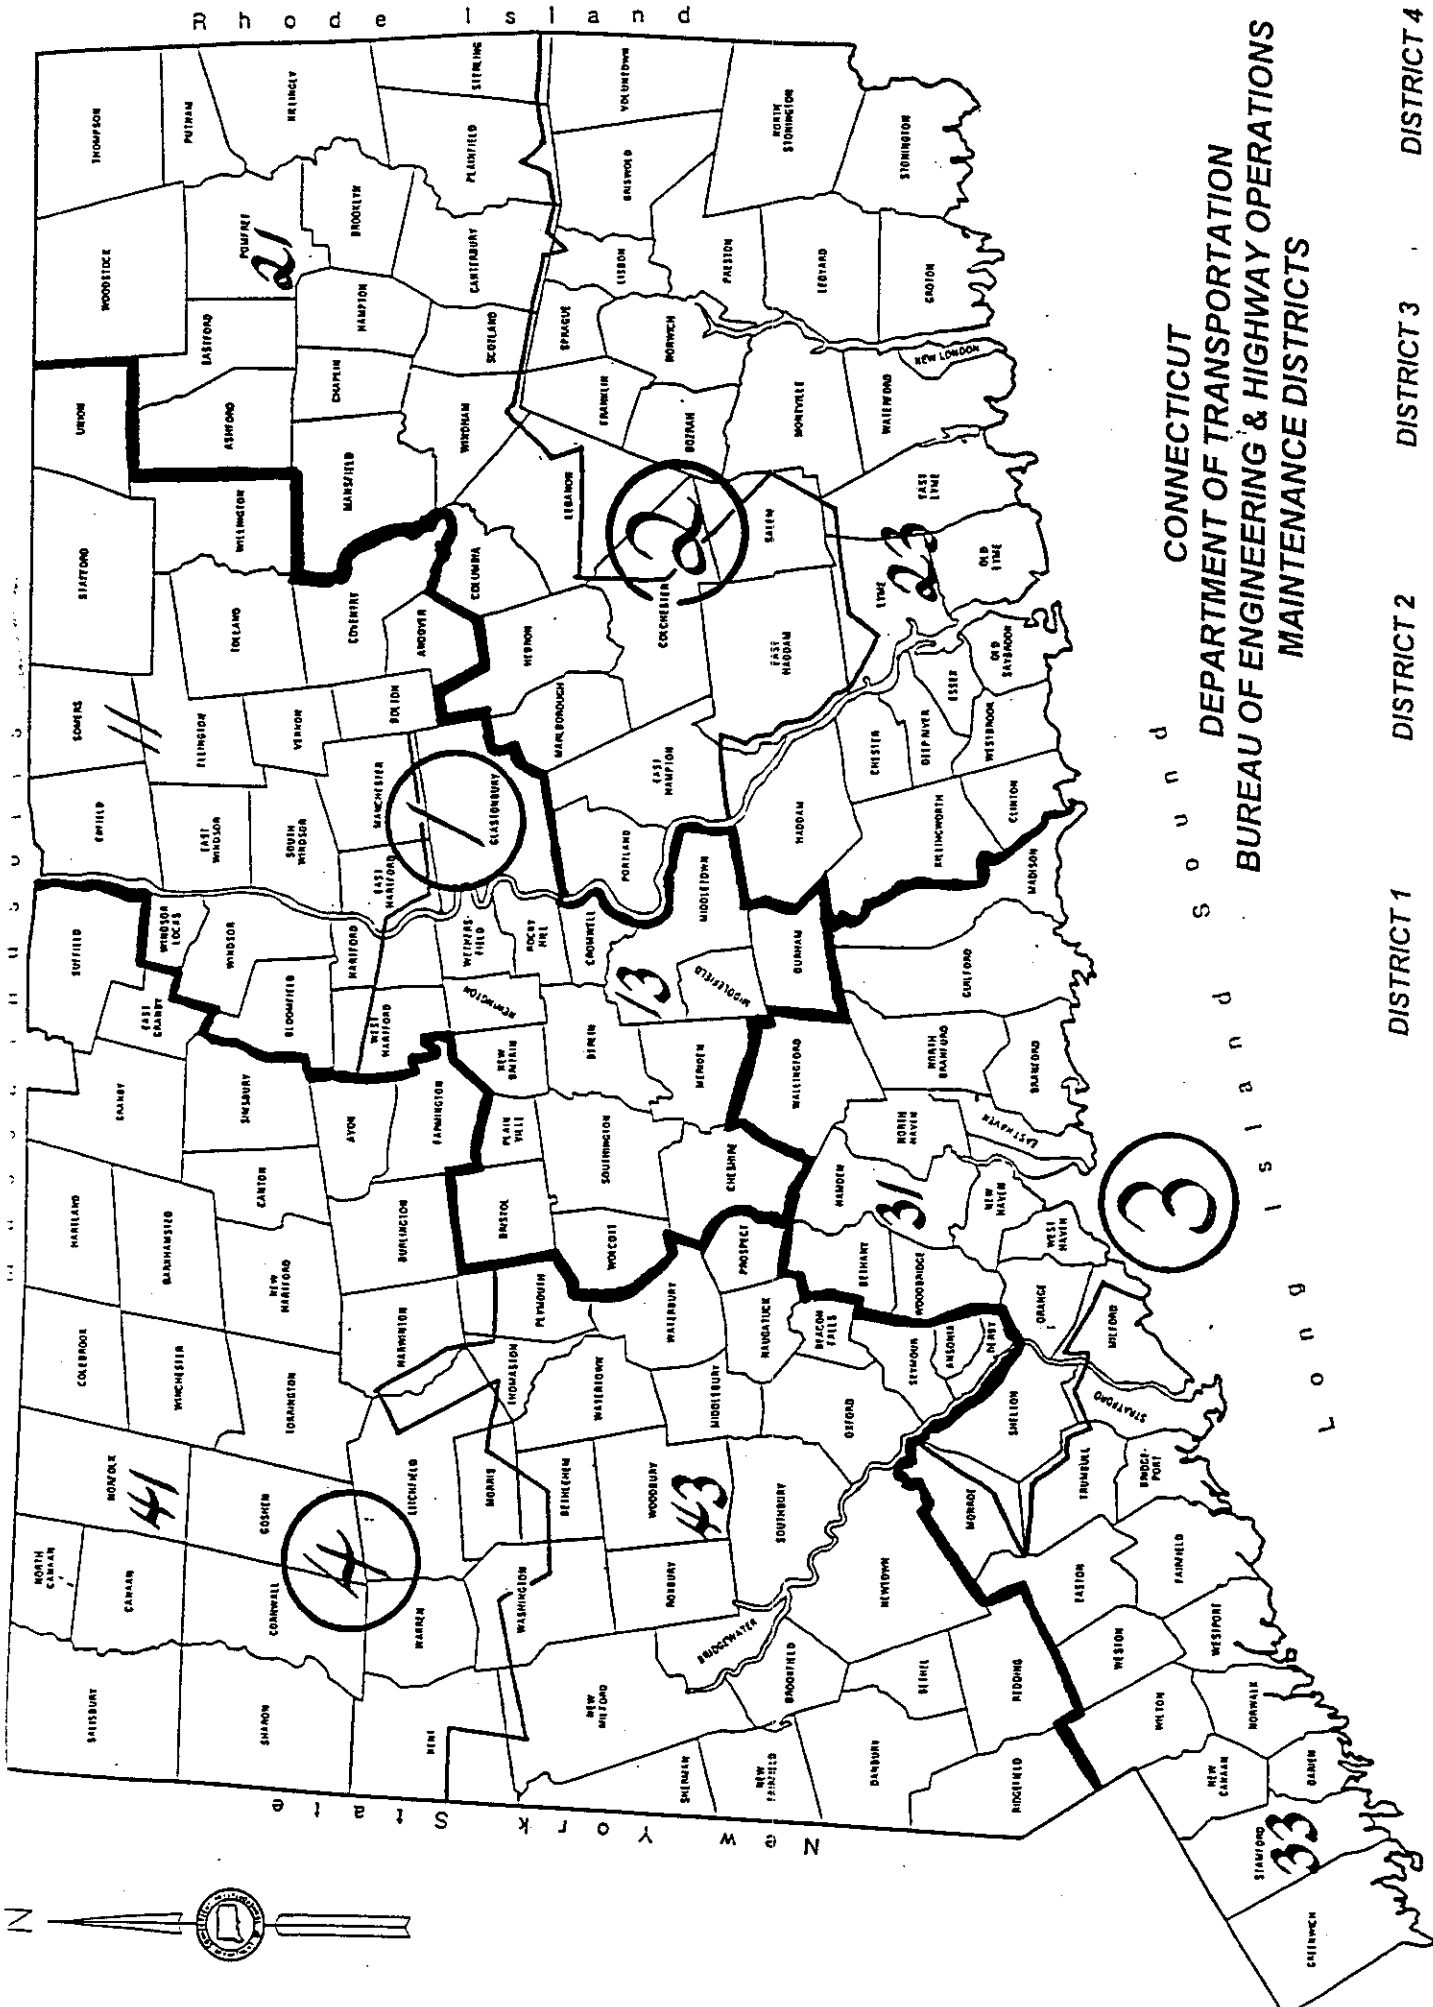 N
Rhode Island
New York State
Long Island Sound
CONNECTICUT
DEPARTMENT OF TRANSPORTATION
BUREAU OF ENGINEERING & HIGHWAY OPERATIONS
MAINTENANCE DISTRICTS
DISTRICT 1
DISTRICT 2
DISTRICT 3
DISTRICT 4
1
2
3
4
11
13
21
23
31
33
41
43
SALISBURY
NORTH
CANAAN
CANAAN
NORFOLK
COLEBROOK
HARTLAND
GRANBY
SUFFIELD
ENFIELD
SOMERS
STAFFORD
UNION
WOODSTOCK
THOMPSON
SHARON
CORNWALL
GOSHEN
WINCHESTER
BARKHAMSTED
TORRINGTON
NEW
HARTFORD
CANTON
SIMSBURY
EAST
GRANBY
WINDSOR
LOCKS
WINDSOR
BLOOMFIELD
EAST
WINDSOR
SOUTH
WINDSOR
ELLINGTON
VERNON
TOLLAND
WILLINGTON
ASHFORD
EASTFORD
POMFRET
PUTNAM
KILLINGLY
KENT
WARREN
LITCHFIELD
HARWINTON
BURLINGTON
AVON
FARMINGTON
WEST
HARTFORD
HARTFORD
EAST
HARTFORD
MANCHESTER
BOLTON
COVENTRY
ANDOVER
MANSFIELD
CHAPLIN
HAMPTON
BROOKLYN
STERLING
PLAINFIELD
CANTERBURY
SCOTLAND
WINDHAM
COLUMBIA
HEBRON
GLASTONBURY
WETHERS-
FIELD
ROCKY
HILL
NEWINGTON
NEW
BRITAIN
PLAIN
VILLE
BRISTOL
PLYMOUTH
THOMASTON
MORRIS
WASHINGTON
NEW
MILFORD
SHERMAN
NEW
FAIRFIELD
BRIDGEWATER
ROXBURY
WOODBURY
BETHLEHEM
WATERTOWN
WATERBURY
WOLCOTT
SOUTHINGTON
BERLIN
CROMWELL
PORTLAND
EAST
HAMPTON
MARLBOROUGH
COLCHESTER
LEBANON
FRANKLIN
SPRAGUE
LISBON
GRISWOLD
VOLUNTOWN
NORTH
STONINGTON
PRESTON
NORWICH
BOZRAH
SALEM
MONTVILLE
LEDYARD
STONINGTON
GROTON
NEW LONDON
WATERFORD
EAST
LYME
OLD
LYME
LYME
EAST
HADDAM
HADDAM
MIDDLETOWN
MIDDLEFIELD
MERIDEN
CHESHIRE
PROSPECT
NAUGATUCK
MIDDLEBURY
SOUTHBURY
OXFORD
BEACON
FALLS
BETHANY
HAMDEN
WALLINGFORD
DURHAM
KILLINGWORTH
CHESTER
DEEP RIVER
ESSEX
OLD
SAYBROOK
WESTBROOK
CLINTON
MADISON
GUILFORD
NORTH
BRANFORD
BRANFORD
EAST HAVEN
NORTH
HAVEN
NEW
HAVEN
WEST
HAVEN
WOODBRIDGE
ORANGE
MILFORD
DERBY
ANSONIA
SEYMOUR
SHELTON
STRATFORD
TRUMBULL
BRIDGE-
PORT
MONROE
NEWTOWN
BROOKFIELD
DANBURY
BETHEL
REDDING
RIDGEFIELD
EASTON
FAIRFIELD
WESTON
WESTPORT
WILTON
NORWALK
NEW
CANAAN
DARIEN
STAMFORD
GREENWICH